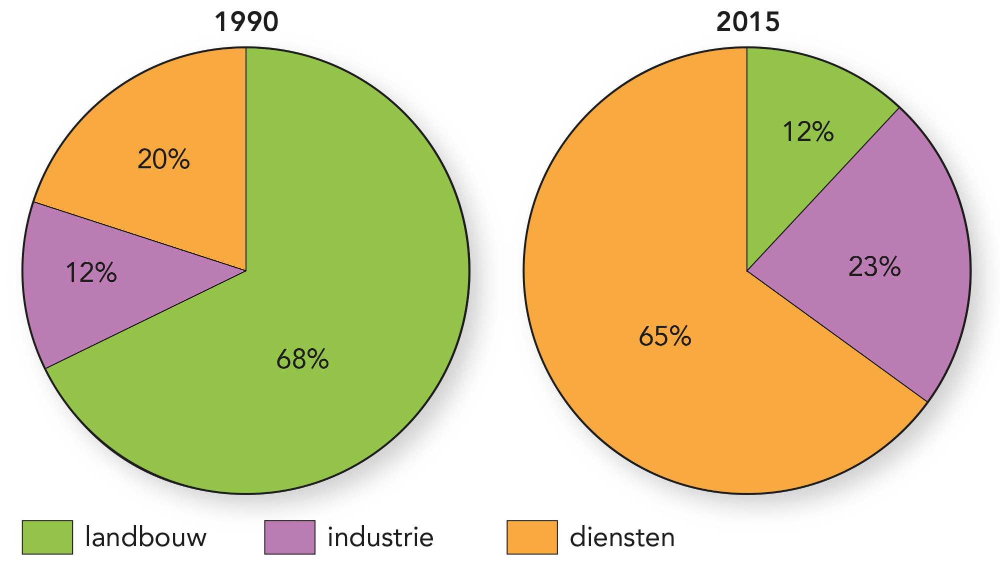 1990
20%
12%
68%
2015
12%
23%
65%
landbouw
industrie
diensten